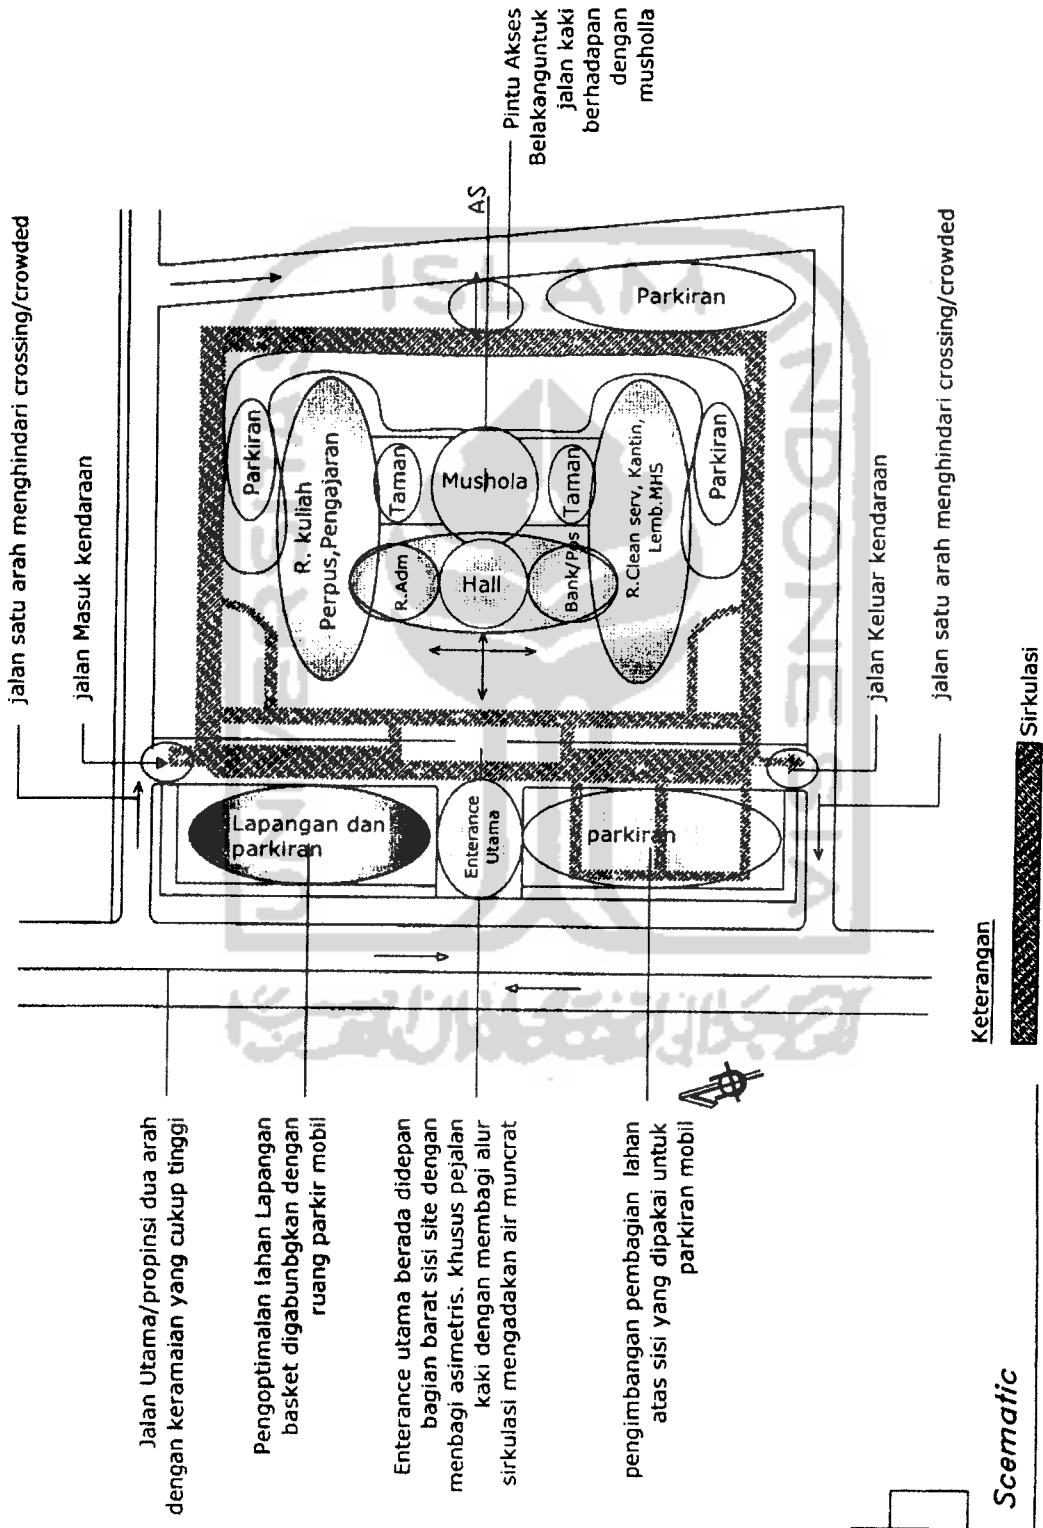 jalan satu arah menghindari crossing/crowded
jalan Masuk kendaraan
Pintu Akses
Belakanguntuk
jalan kaki
berhadapan
dengan
musholla
AS
Parkiran
Parkiran
R. kuliah
Perpus,Pengajaran
Taman
Mushola
Taman
R.Clean serv, Kantin,
Lemb.MHS
Parkiran
R.Adm
Hall
Bank/Pos
Lapangan dan
parkiran
Enterance
Utama
parkiran
jalan Keluar kendaraan
jalan satu arah menghindari crossing/crowded
Jalan Utama/propinsi dua arah
dengan keramaian yang cukup tinggi
Pengoptimalan lahan Lapangan
basket digabunbgkan dengan
ruang parkir mobil
Enterance utama berada didepan
bagian barat sisi site dengan
menbagi asimetris. khusus pejalan
kaki dengan membagi alur
sirkulasi mengadakan air muncrat
pengimbangan pembagian lahan
atas sisi yang dipakai untuk
parkiran mobil
Keterangan
Sirkulasi
Scematic
UNIVERSITAS
ISLAM
INDONESIA